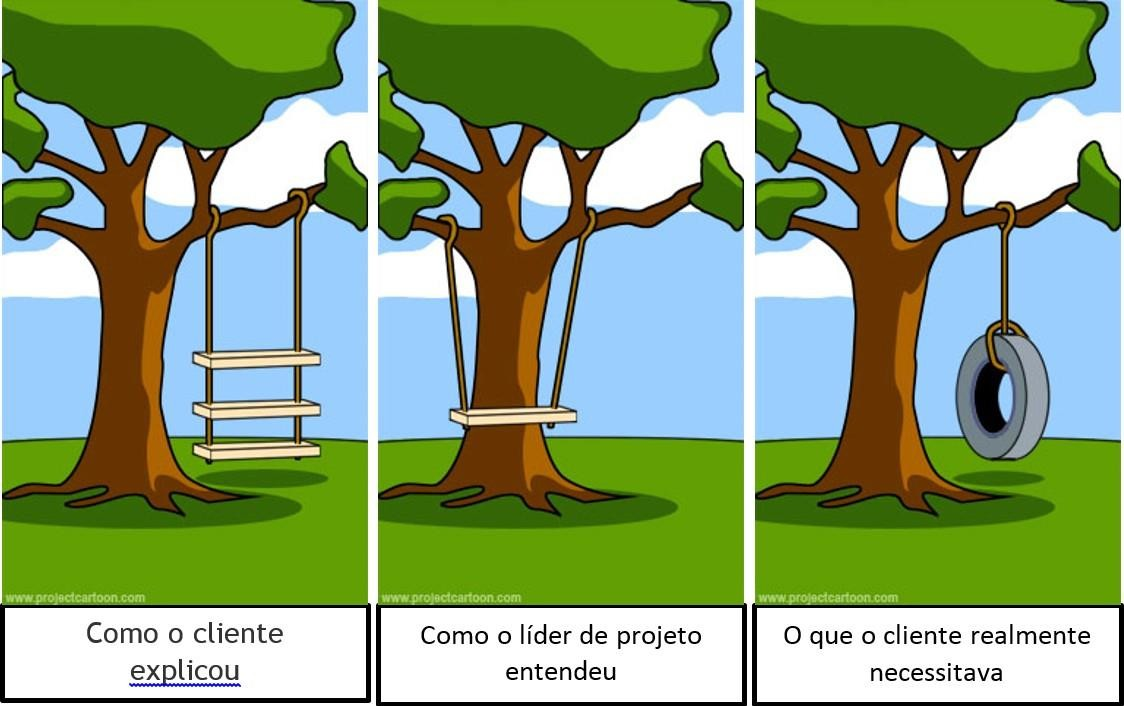 www.projectcartoon.com
Como o cliente
explicou
www.projectcartoon.com
Como o líder de projeto
entendeu
www.projectcartoon.com
O que o cliente realmente
necessitava